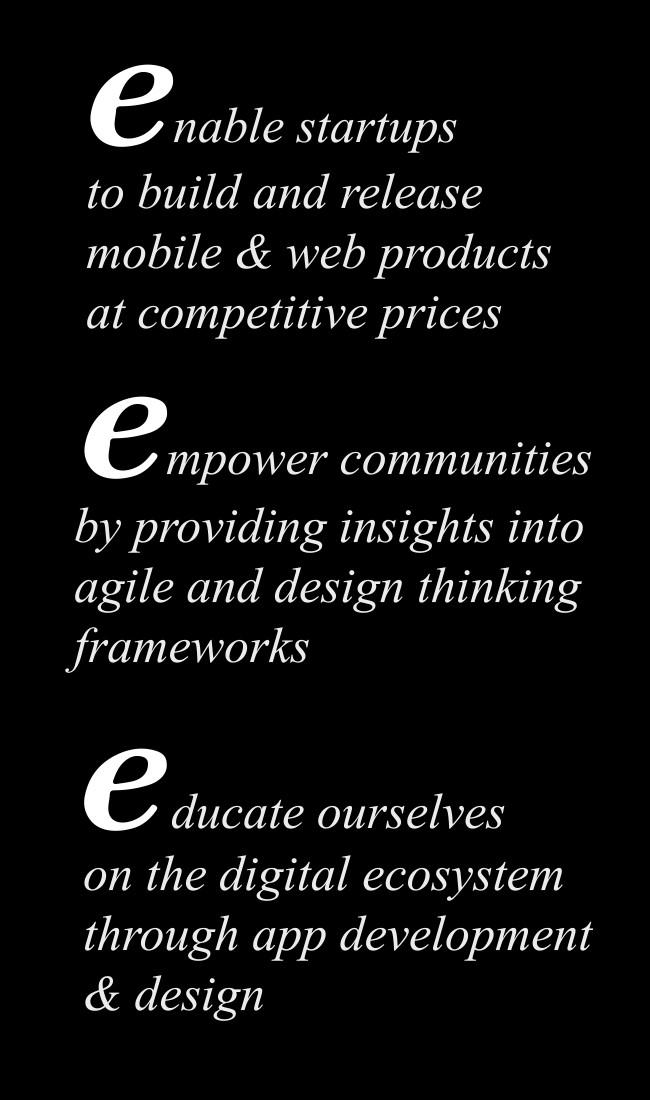 enable startups
to build and release
mobile & web products
at competitive prices
empower communities
by providing insights into
agile and design thinking
frameworks
educate ourselves
on the digital ecosystem
through app development
& design